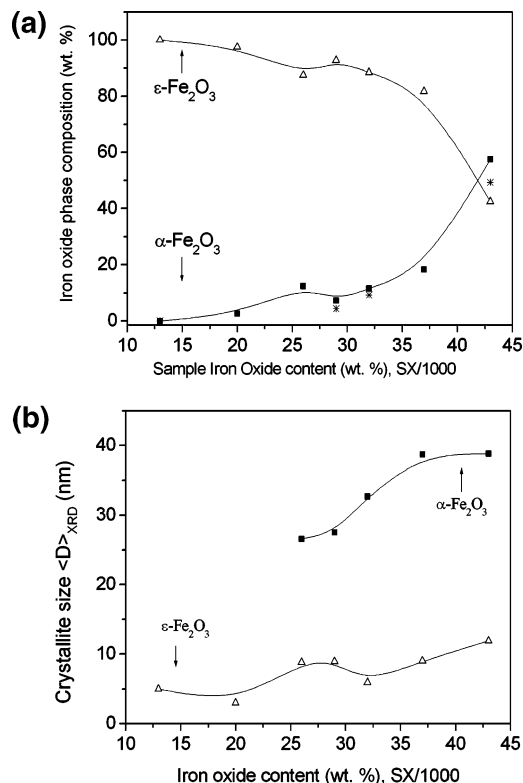 (a)
100
80
60
40
20
0
Iron oxide phase composition (wt. %)
ε-Fe₂O₃
α-Fe₂O₃
10 15 20 25 30 35 40 45
Sample Iron Oxide content (wt. %), SX/1000
(b)
40
30
20
10
0
Crystallite size <D>XRD (nm)
α-Fe₂O₃
ε-Fe₂O₃
10 15 20 25 30 35 40 45
Iron oxide content (wt. %), SX/1000